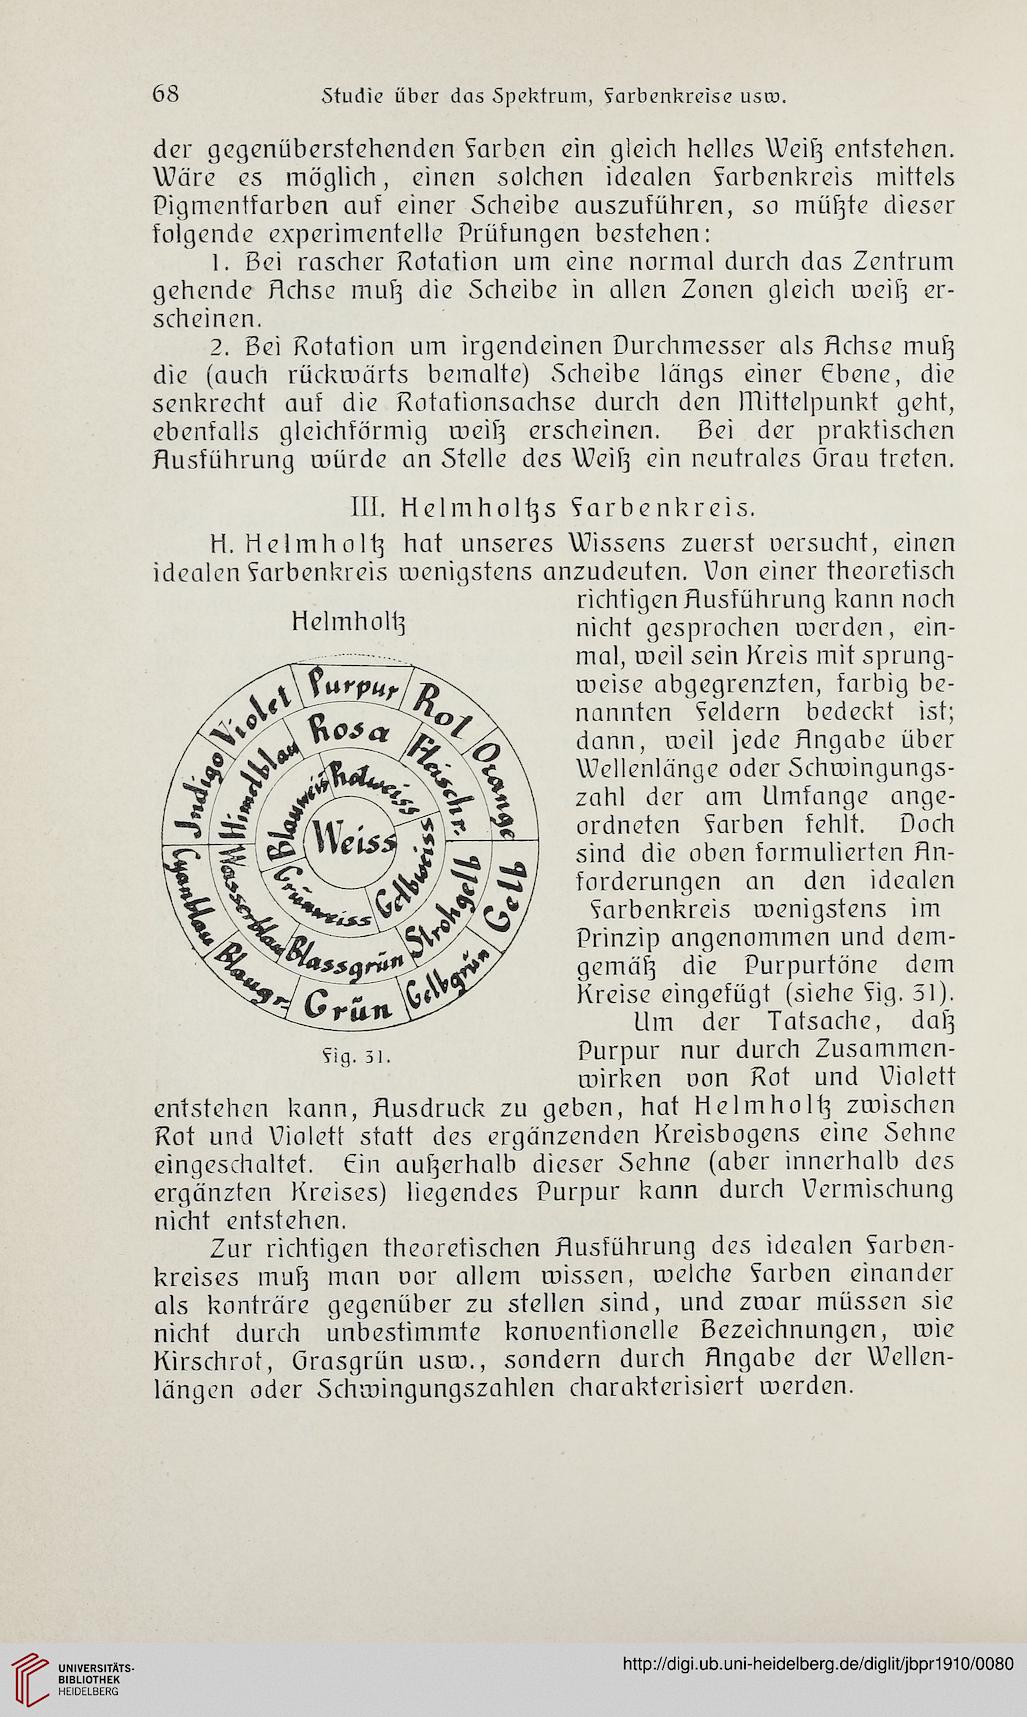 68 Studie über das Spektrum, Farbenkreise usw.
der gegenüberstehenden Farben ein gleich helles Weiß entstehen.
Wäre es möglich, einen solchen idealen Farbenkreis mittels
Pigmentfarben auf einer Scheibe auszuführen, so müßte dieser
folgende experimentelle Prüfungen bestehen:
1. Bei rascher Rotation um eine normal durch das Zentrum
gehende Achse muß die Scheibe in allen Zonen gleich weiß er-
scheinen.
2. Bei Rotation um irgendeinen Durchmesser als Achse muß
die (auch rückwärts bemalte) Scheibe längs einer Ebene, die
senkrecht auf die Rotationsachse durch den Mittelpunkt geht,
ebenfalls gleichförmig weiß erscheinen. Bei der praktischen
Ausführung würde an Stelle des Weiß ein neutrales Grau treten.
III. Helmholtzs Farbenkreis.
H. Helmholtz hat unseres Wissens zuerst versucht, einen
idealen Farbenkreis wenigstens anzudeuten. Von einer theoretisch
richtigen Ausführung kann noch
nicht gesprochen werden, ein-
mal, weil sein Kreis mit sprung-
weise abgegrenzten, farbig be-
nannten Feldern bedeckt ist;
dann, weil jede Angabe über
Wellenlänge oder Schwingungs-
zahl der am Umfange ange-
ordneten Farben fehlt. Doch
sind die oben formulierten An-
forderungen an den idealen
Farbenkreis wenigstens im
Prinzip angenommen und dem-
gemäß die Purpurtöne dem
Kreise eingefügt (siehe Fig. 31).
Um der Tatsache, daß
Purpur nur durch Zusammen-
wirken von Rot und Violett
Helmholtz
Purpur
Rot
Orange
Gelb
Gelbgrün
Grün
Blaugr.
Cyanblau
Indigo
Violet
Rosa
Fleischr.
Strohgelb
Blassgrün
Wasserblau
Himelblau
Rotweiss
Gelbweiss
Grünweiss
Blauweiss
Weiss
Fig. 31.
entstehen kann, Ausdruck zu geben, hat Helmholtz zwischen
Rot und Violett statt des ergänzenden Kreisbogens eine Sehne
eingeschaltet. Ein außerhalb dieser Sehne (aber innerhalb des
ergänzten Kreises) liegendes Purpur kann durch Vermischung
nicht entstehen.
Zur richtigen theoretischen Ausführung des idealen Farben-
kreises muß man vor allem wissen, welche Farben einander
als konträre gegenüber zu stellen sind, und zwar müssen sie
nicht durch unbestimmte konventionelle Bezeichnungen, wie
Kirschrot, Grasgrün usw., sondern durch Angabe der Wellen-
längen oder Schwingungszahlen charakterisiert werden.
UNIVERSITÄTS-
BIBLIOTHEK
HEIDELBERG
http://digi.ub.uni-heidelberg.de/diglit/jbpr1910/0080